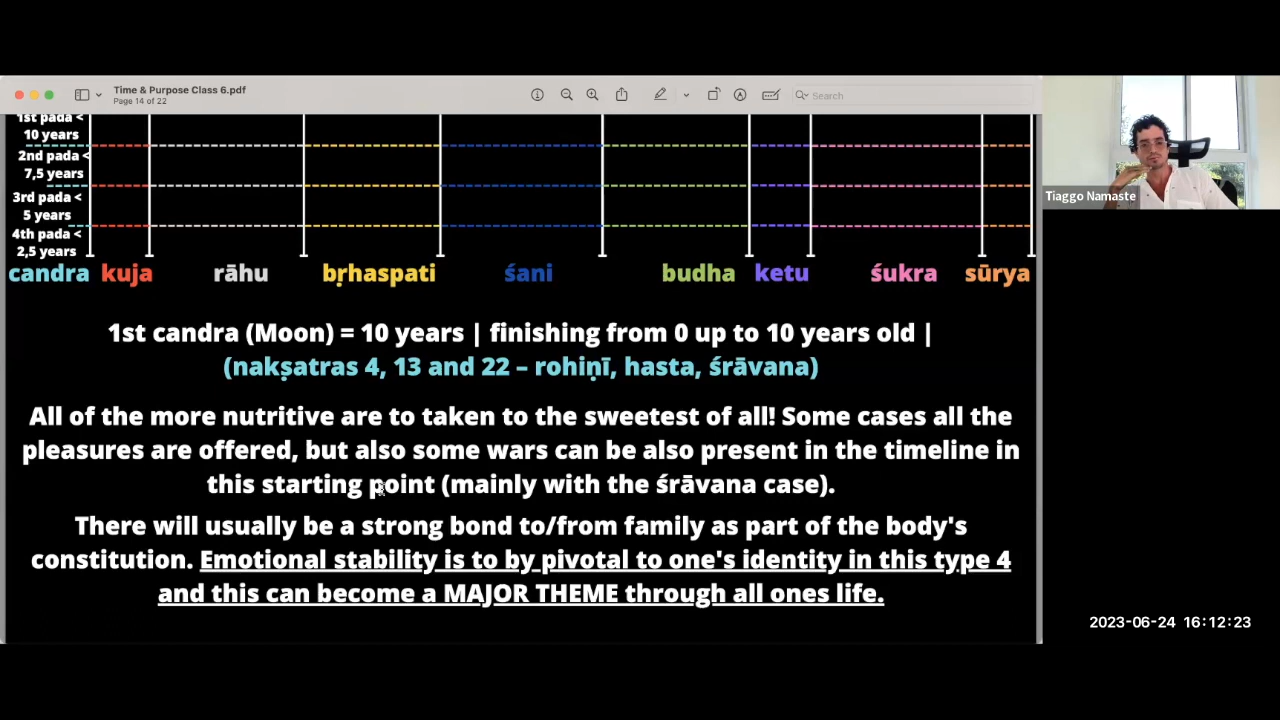 Time & Purpose Class 6.pdf
Page 14 of 22
Search
1st pada <
10 years
2nd pada <
7,5 years
3rd pada <
5 years
4th pada <
2,5 years
candra kuja rāhu bṛhaspati śani budha ketu śukra sūrya
1st candra (Moon) = 10 years | finishing from 0 up to 10 years old |
(nakṣatras 4, 13 and 22 – rohiṇī, hasta, śrāvana)
All of the more nutritive are to taken to the sweetest of all! Some cases all the
pleasures are offered, but also some wars can be also present in the timeline in
this starting point (mainly with the śrāvana case).
There will usually be a strong bond to/from family as part of the body's
constitution. Emotional stability is to by pivotal to one's identity in this type 4
and this can become a MAJOR THEME through all ones life.
Tiaggo Namaste
2023-06-24 16:12:23